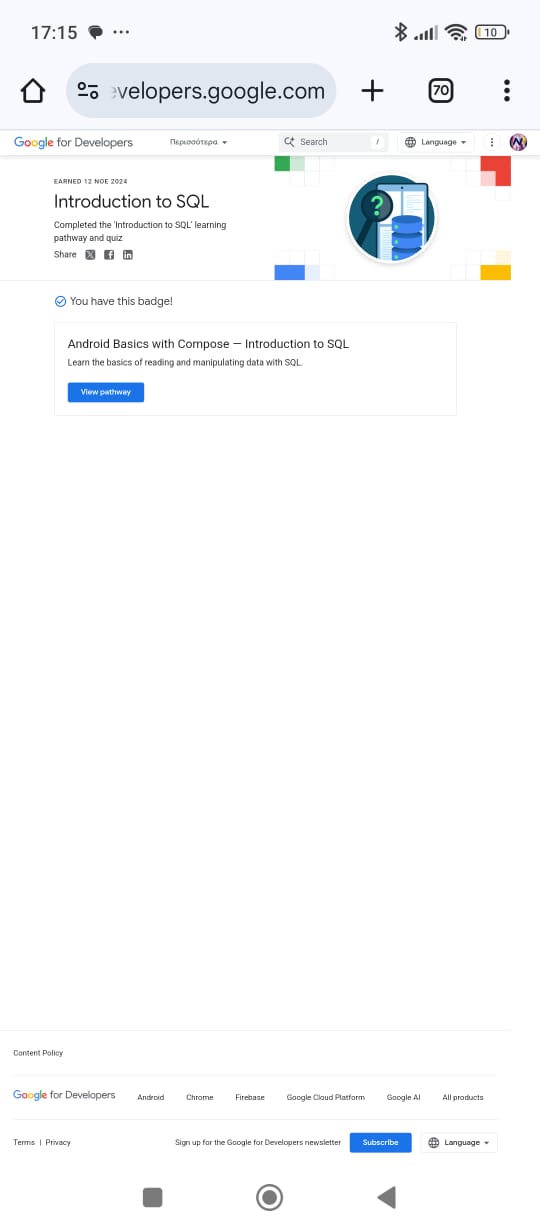 17:15
10
evelopers.google.com
70
Google for Developers Περισσότερα Search / Language
EARNED 12 ΝΟΕ 2024
Introduction to SQL
Completed the 'Introduction to SQL' learning
pathway and quiz
Share
You have this badge!
Android Basics with Compose — Introduction to SQL
Learn the basics of reading and manipulating data with SQL.
View pathway
Content Policy
Google for Developers Android Chrome Firebase Google Cloud Platform Google AI All products
Terms | Privacy Sign up for the Google for Developers newsletter Subscribe Language